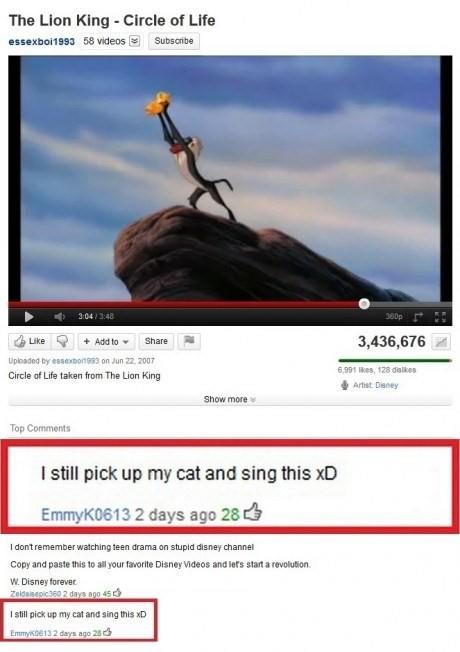 The Lion King - Circle of Life
essexboi1993 58 videos Subscribe
3:04 / 3:48 360p
Like + Add to Share 3,436,676
Uploaded by essexboi1993 on Jun 22, 2007
6,991 likes, 128 dislikes
Circle of Life taken from The Lion King
Artist: Disney
Show more
Top Comments
I still pick up my cat and sing this xD
EmmyK0613 2 days ago 28
I don't remember watching teen drama on stupid disney channel
Copy and paste this to all your favorite Disney Videos and let's start a revolution.
W. Disney forever.
Zeldaisepic360 2 days ago 45
I still pick up my cat and sing this xD
EmmyK0613 2 days ago 28